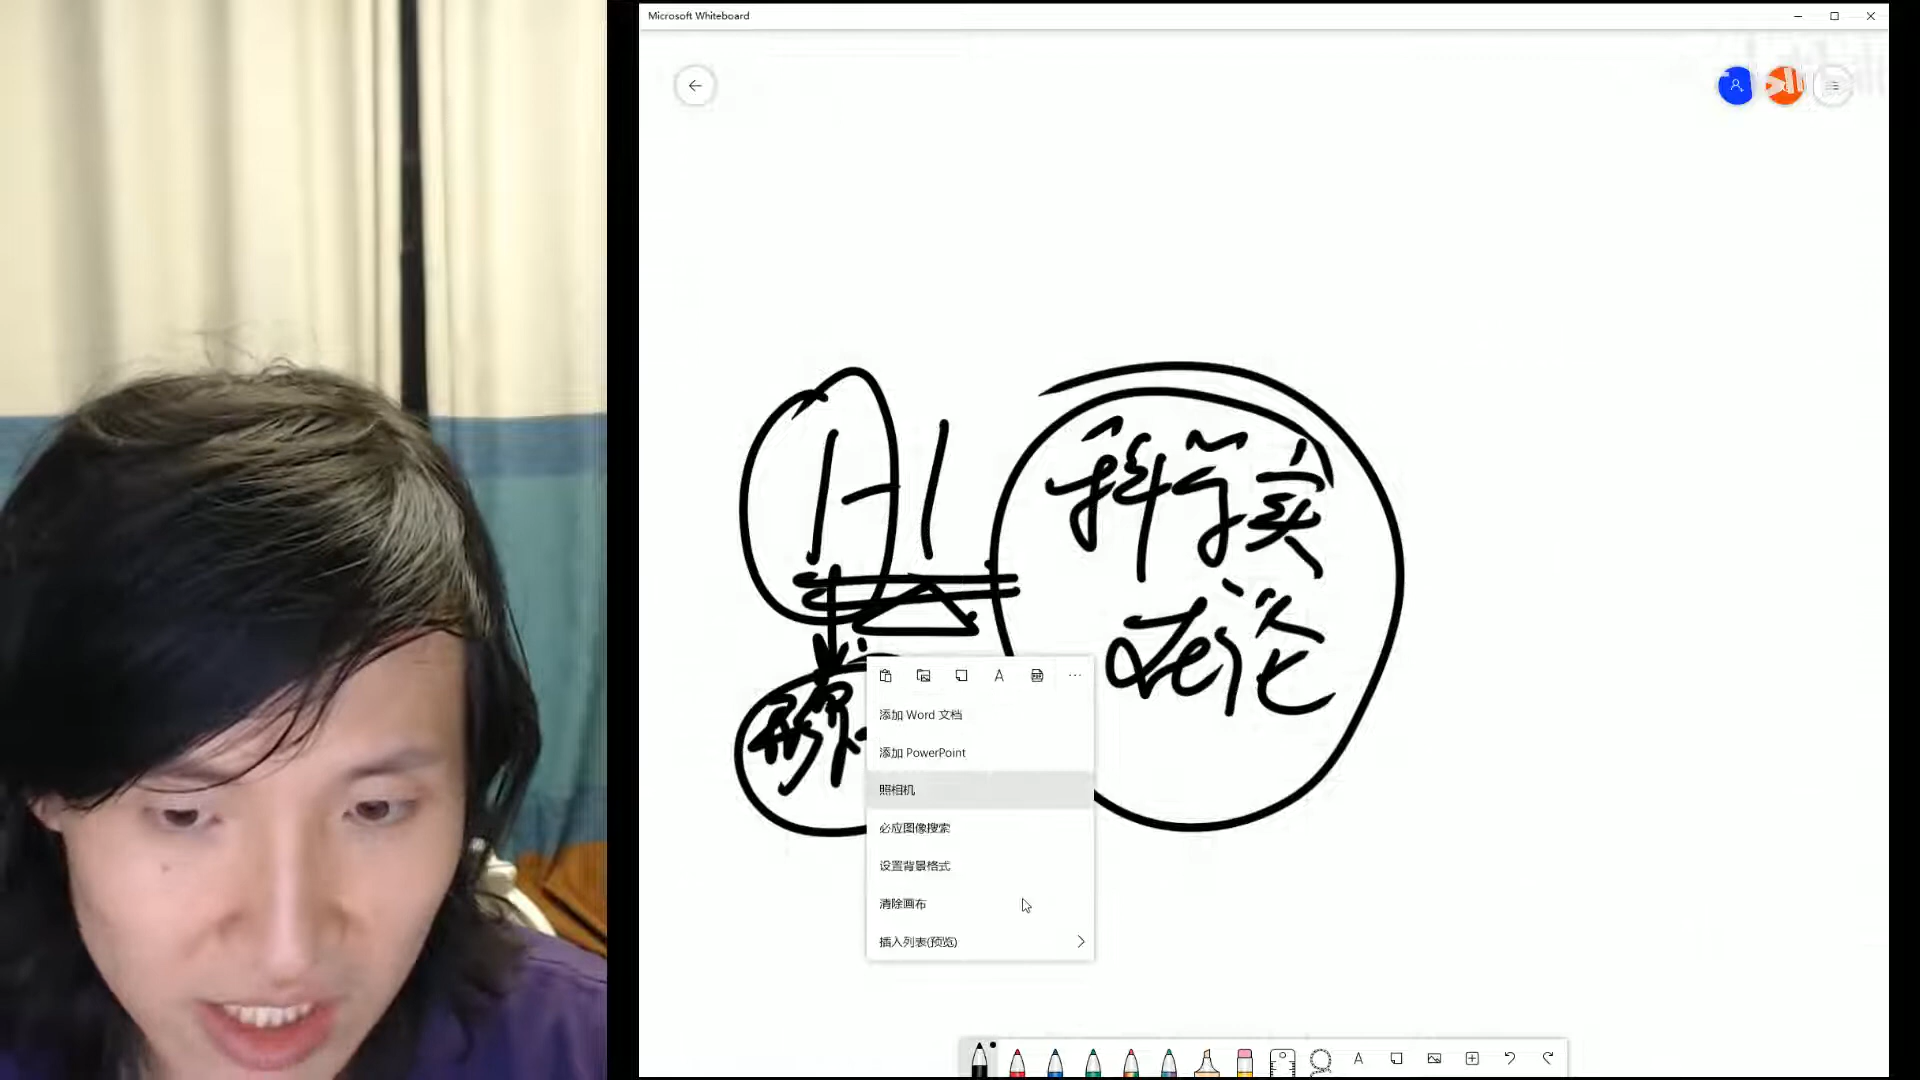 Microsoft Whiteboard
科学实
在论
添加 Word 文档
添加 PowerPoint
照相机
必应图像搜索
设置背景格式
清除画布
插入列表(预览)